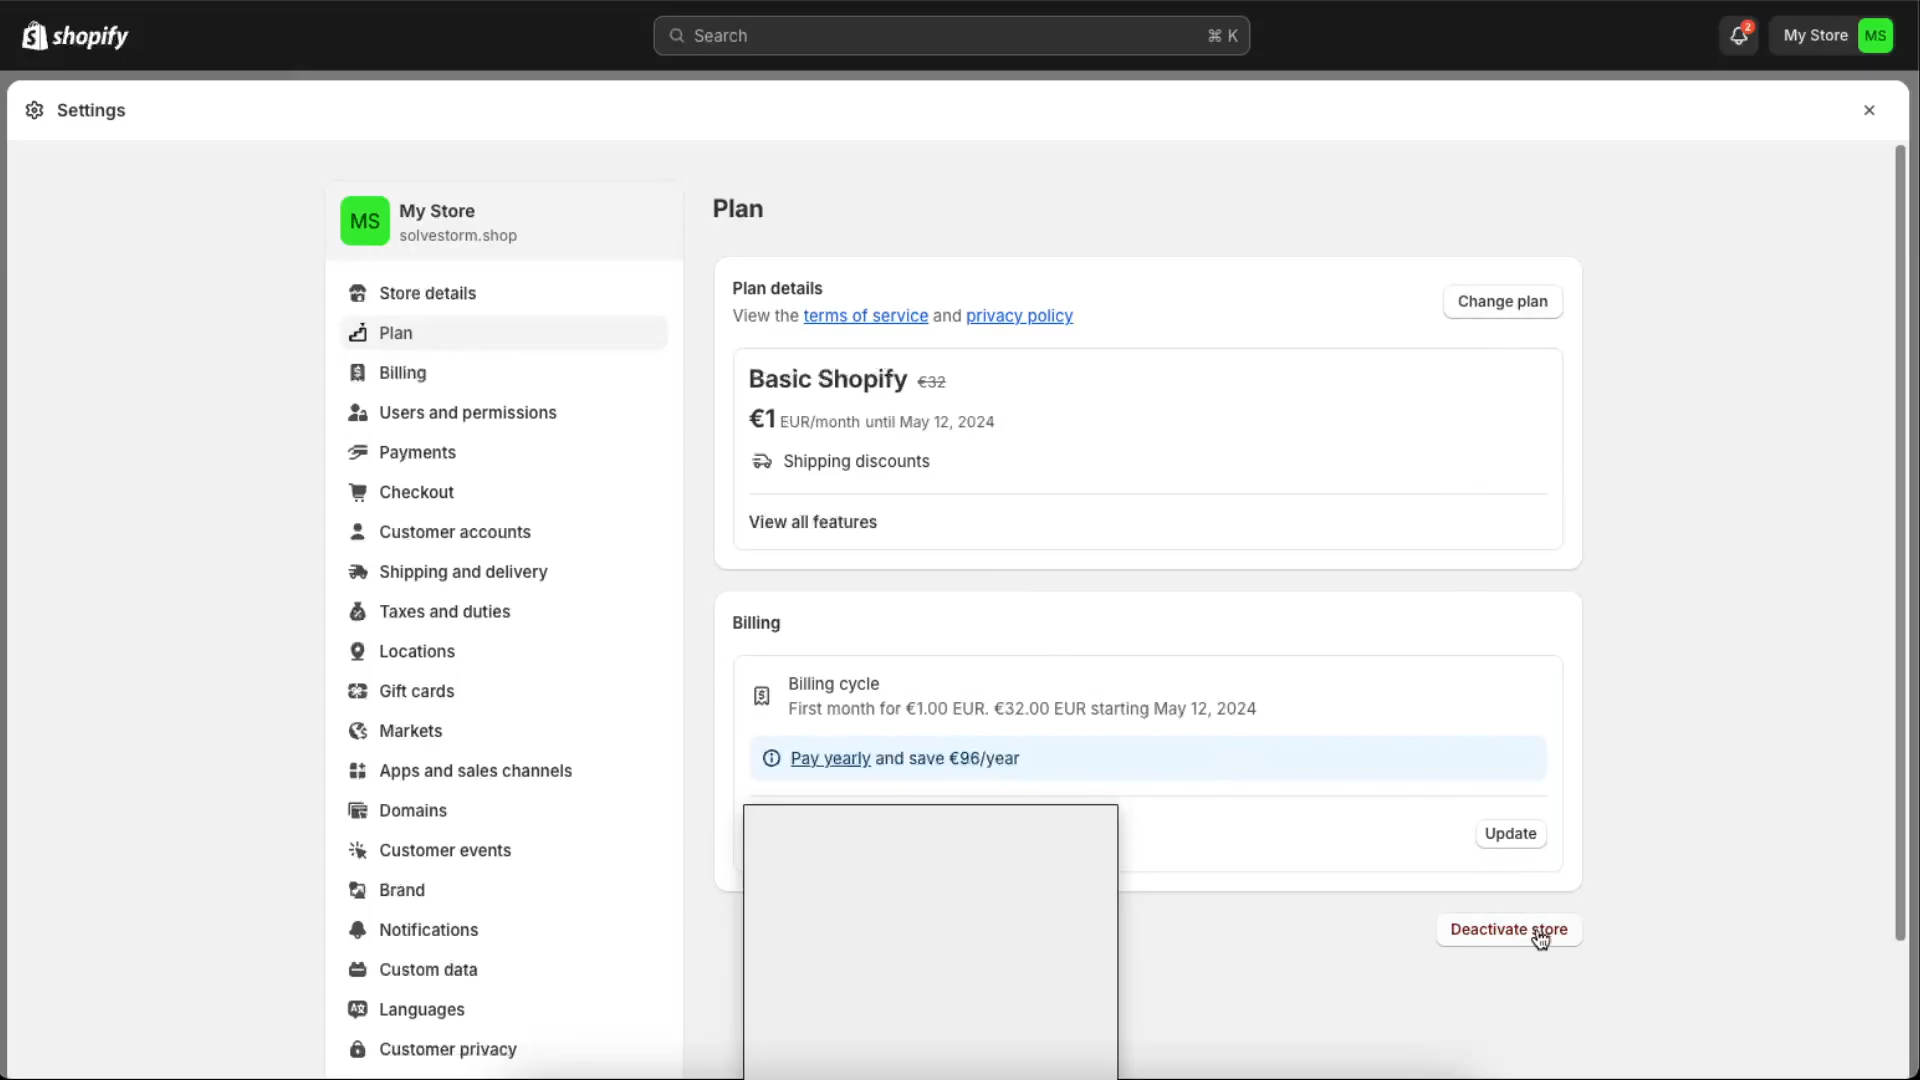 shopify
Search
⌘ K
2
My Store
MS
Settings
MS
My Store
solvestorm.shop
Store details
Plan
Billing
Users and permissions
Payments
Checkout
Customer accounts
Shipping and delivery
Taxes and duties
Locations
Gift cards
Markets
Apps and sales channels
Domains
Customer events
Brand
Notifications
Custom data
Languages
Customer privacy
Plan
Plan details
View the terms of service and privacy policy
Change plan
Basic Shopify €32
€1 EUR/month until May 12, 2024
Shipping discounts
View all features
Billing
Billing cycle
First month for €1.00 EUR. €32.00 EUR starting May 12, 2024
Pay yearly and save €96/year
Update
Deactivate store